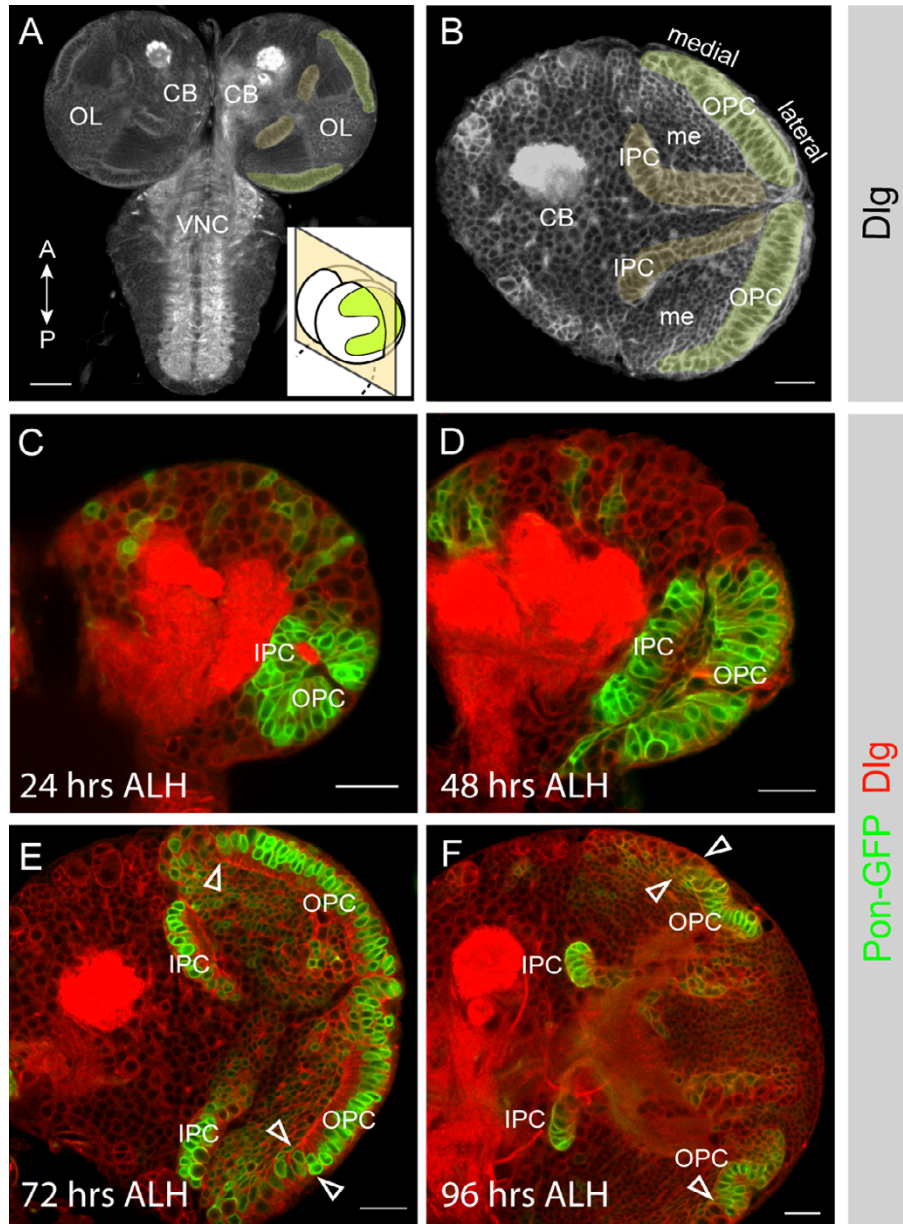 A
CB
CB
OL
OL
VNC
A
P
B
medial
lateral
OPC
me
IPC
CB
IPC
OPC
me
Dlg
C
IPC
OPC
24 hrs ALH
D
IPC
OPC
48 hrs ALH
E
OPC
IPC
OPC
IPC
72 hrs ALH
F
OPC
IPC
IPC
OPC
96 hrs ALH
Pon-GFP Dlg